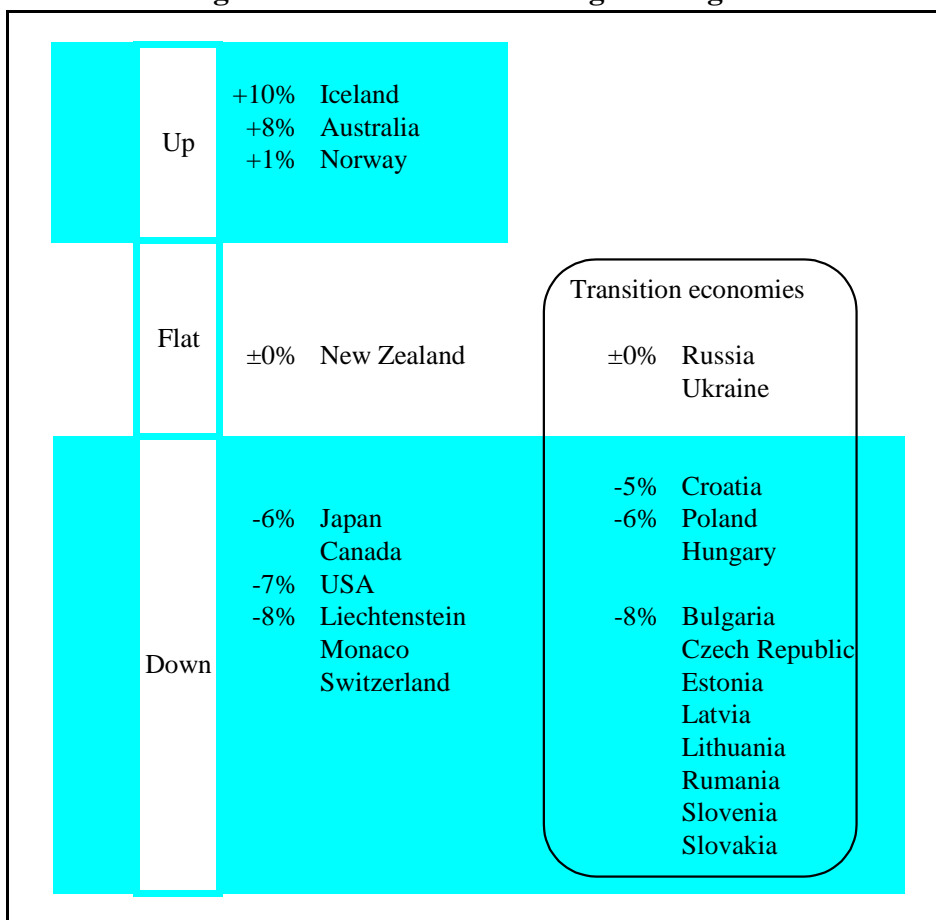 Up
+10% Iceland
+8% Australia
+1% Norway
Flat
±0% New Zealand
Transition economies
±0% Russia
Ukraine
Down
-6% Japan
Canada
-7% USA
-8% Liechtenstein
Monaco
Switzerland
-5% Croatia
-6% Poland
Hungary
-8% Bulgaria
Czech Republic
Estonia
Latvia
Lithuania
Rumania
Slovenia
Slovakia